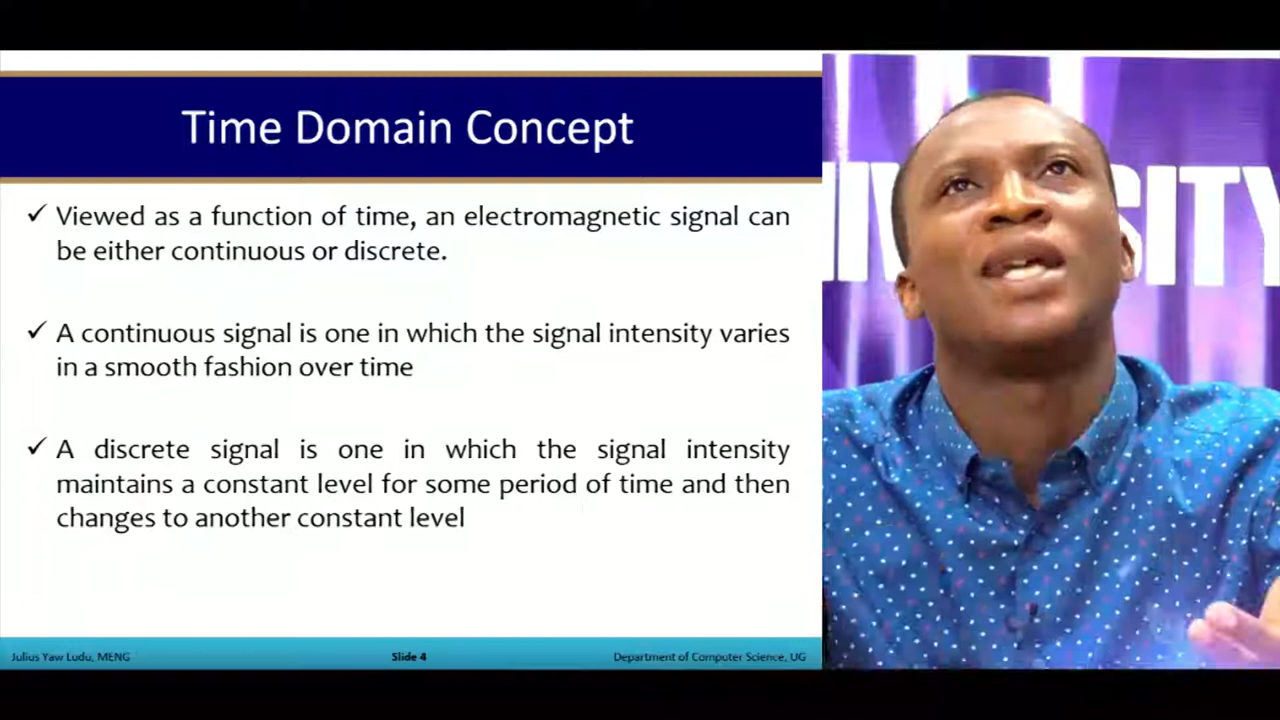 Time Domain Concept
✓ Viewed as a function of time, an electromagnetic signal can
be either continuous or discrete.
✓ A continuous signal is one in which the signal intensity varies
in a smooth fashion over time
✓ A discrete signal is one in which the signal intensity
maintains a constant level for some period of time and then
changes to another constant level
Julius Yaw Ludu, MENG
Slide 4
Department of Computer Science, UG